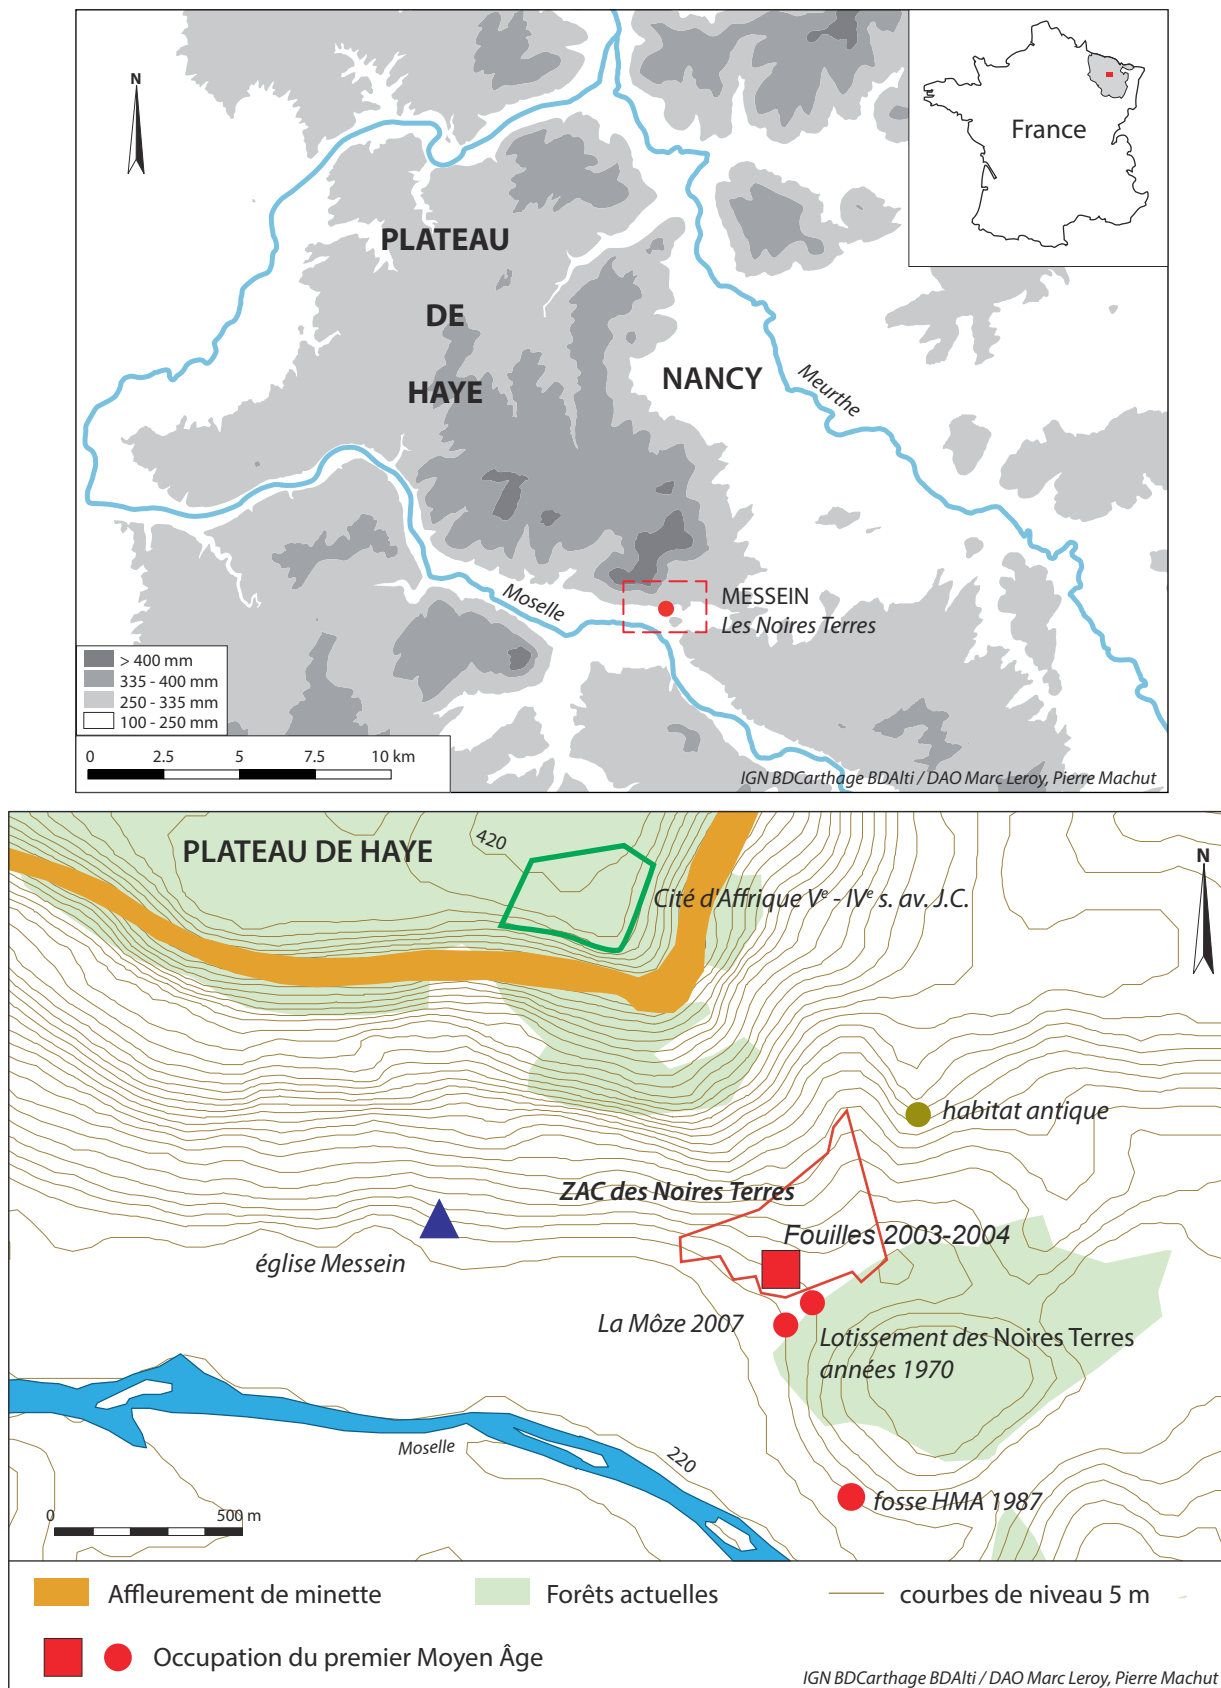 N
France
PLATEAU
DE
HAYE
NANCY
Meurthe
Moselle
MESSEIN
Les Noires Terres
> 400 mm
335 - 400 mm
250 - 335 mm
100 - 250 mm
0 2.5 5 7.5 10 km
IGN BDCarthage BDAlti / DAO Marc Leroy, Pierre Machut
420
PLATEAU DE HAYE
N
Cité d'Affrique Ve - IVe s. av. J.C.
habitat antique
ZAC des Noires Terres
Fouilles 2003-2004
église Messein
La Môze 2007
Lotissement des Noires Terres
années 1970
Moselle
220
fosse HMA 1987
0 500 m
Affleurement de minette
Forêts actuelles
courbes de niveau 5 m
Occupation du premier Moyen Âge
IGN BDCarthage BDAlti / DAO Marc Leroy, Pierre Machut